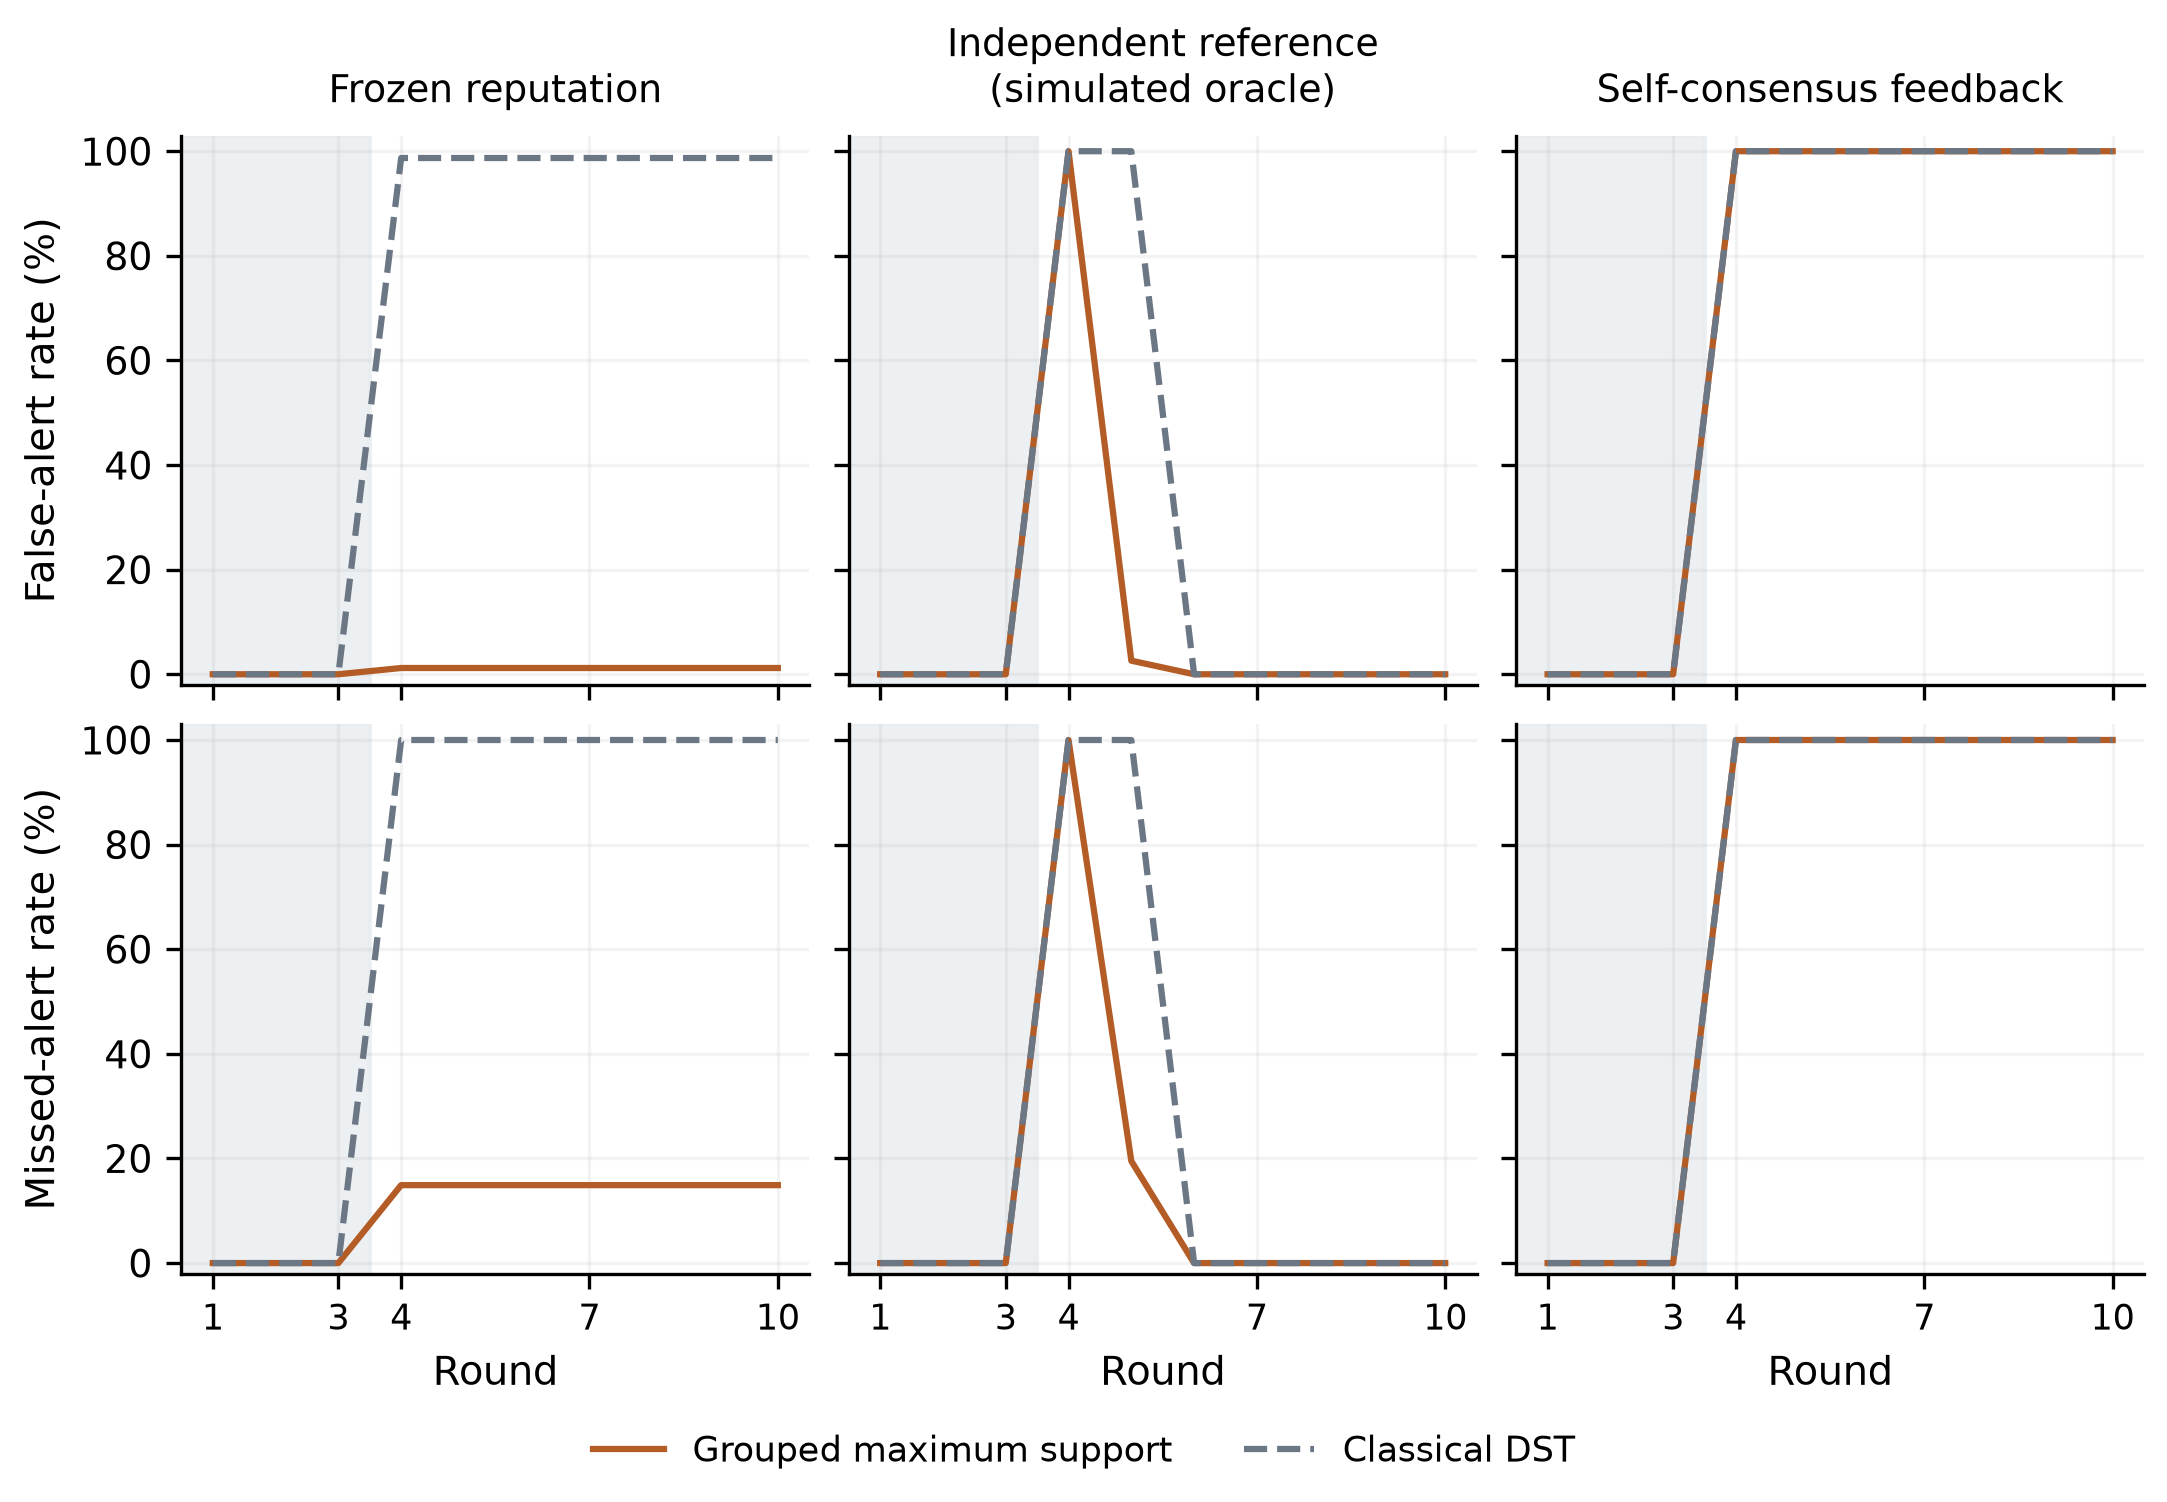 Frozen reputation
Independent reference
(simulated oracle)
Self-consensus feedback
False-alert rate (%)
100
80
60
40
20
0
Missed-alert rate (%)
100
80
60
40
20
0
1 3 4 7 10
1 3 4 7 10
1 3 4 7 10
Round
Round
Round
Grouped maximum support
Classical DST